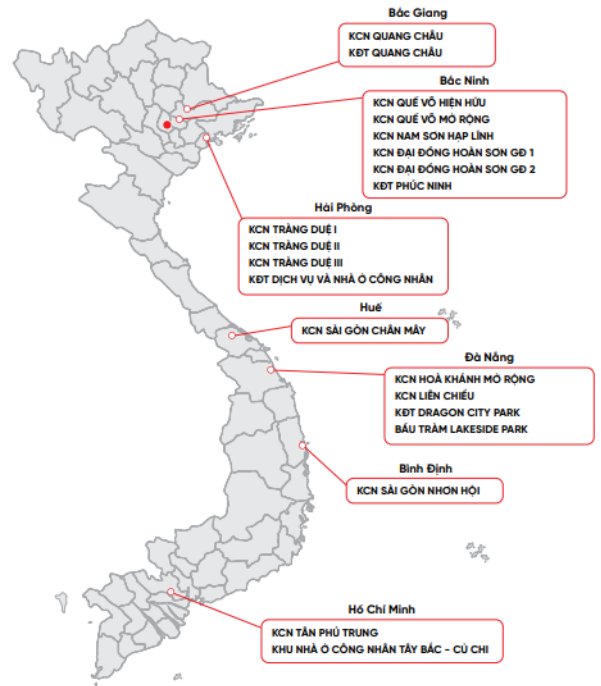 Bắc Giang
KCN QUANG CHÂU
KĐT QUANG CHÂU
Bắc Ninh
KCN QUẾ VÕ HIỆN HỮU
KCN QUẾ VÕ MỞ RỘNG
KCN NAM SƠN HẠP LĨNH
KCN ĐẠI ĐỒNG HOÀN SƠN GĐ 1
KCN ĐẠI ĐỒNG HOÀN SƠN GĐ 2
KĐT PHÚC NINH
Hải Phòng
KCN TRÀNG DUỆ I
KCN TRÀNG DUỆ II
KCN TRÀNG DUỆ III
KĐT DỊCH VỤ VÀ NHÀ Ở CÔNG NHÂN
Huế
KCN SÀI GÒN CHÂN MÂY
Đà Nẵng
KCN HOÀ KHÁNH MỞ RỘNG
KCN LIÊN CHIỂU
KĐT DRAGON CITY PARK
BÀU TRÀM LAKESIDE PARK
Bình Định
KCN SÀI GÒN NHƠN HỘI
Hồ Chí Minh
KCN TÂN PHÚ TRUNG
KHU NHÀ Ở CÔNG NHÂN TÂY BẮC - CỦ CHI